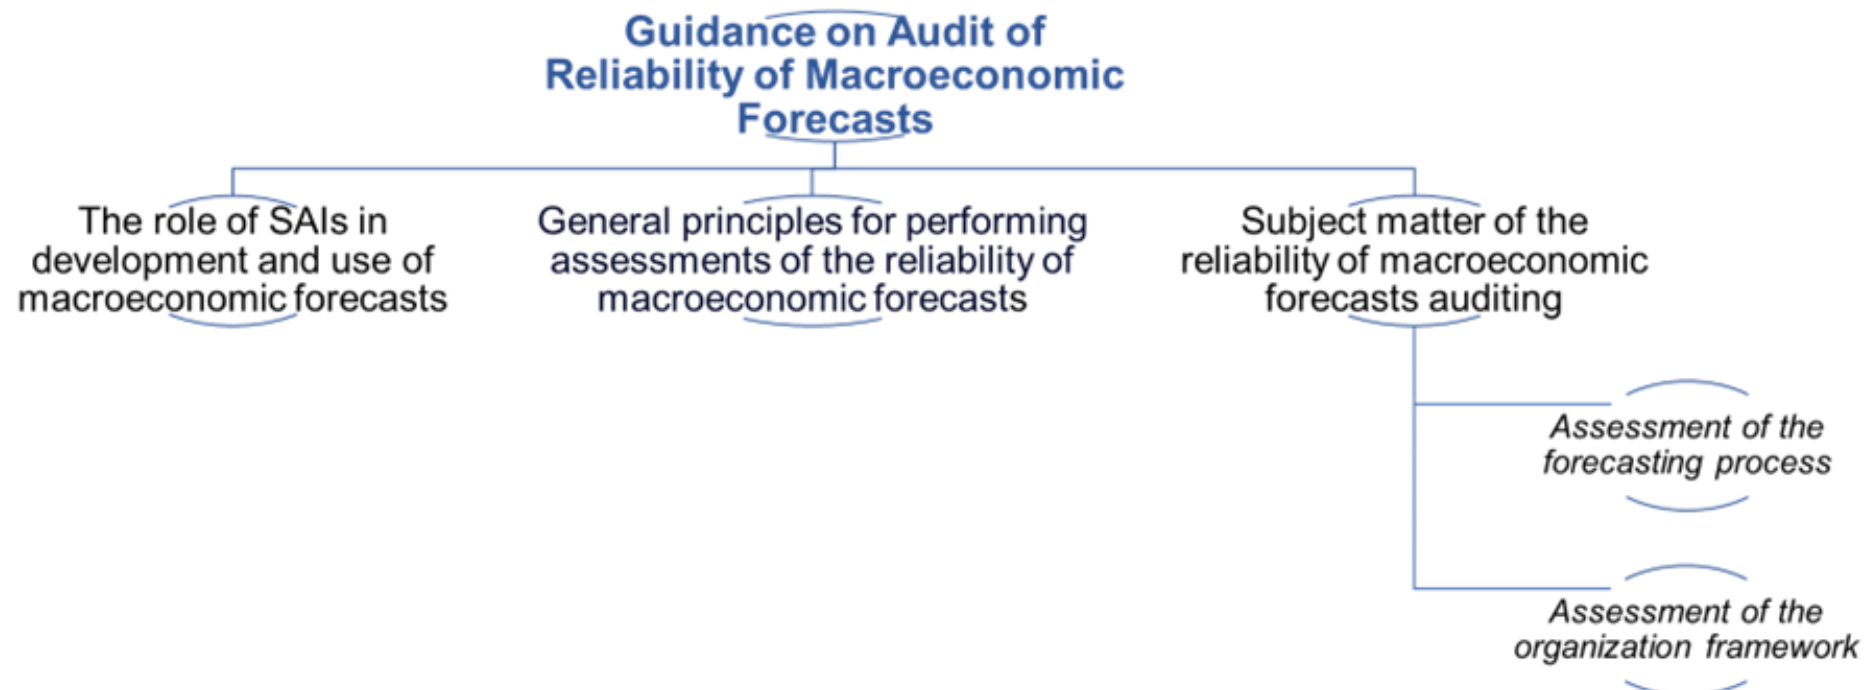 Guidance on Audit of
Reliability of Macroeconomic
Forecasts
The role of SAIs in
development and use of
macroeconomic forecasts
General principles for performing
assessments of the reliability of
macroeconomic forecasts
Subject matter of the
reliability of macroeconomic
forecasts auditing
Assessment of the
forecasting process
Assessment of the
organization framework